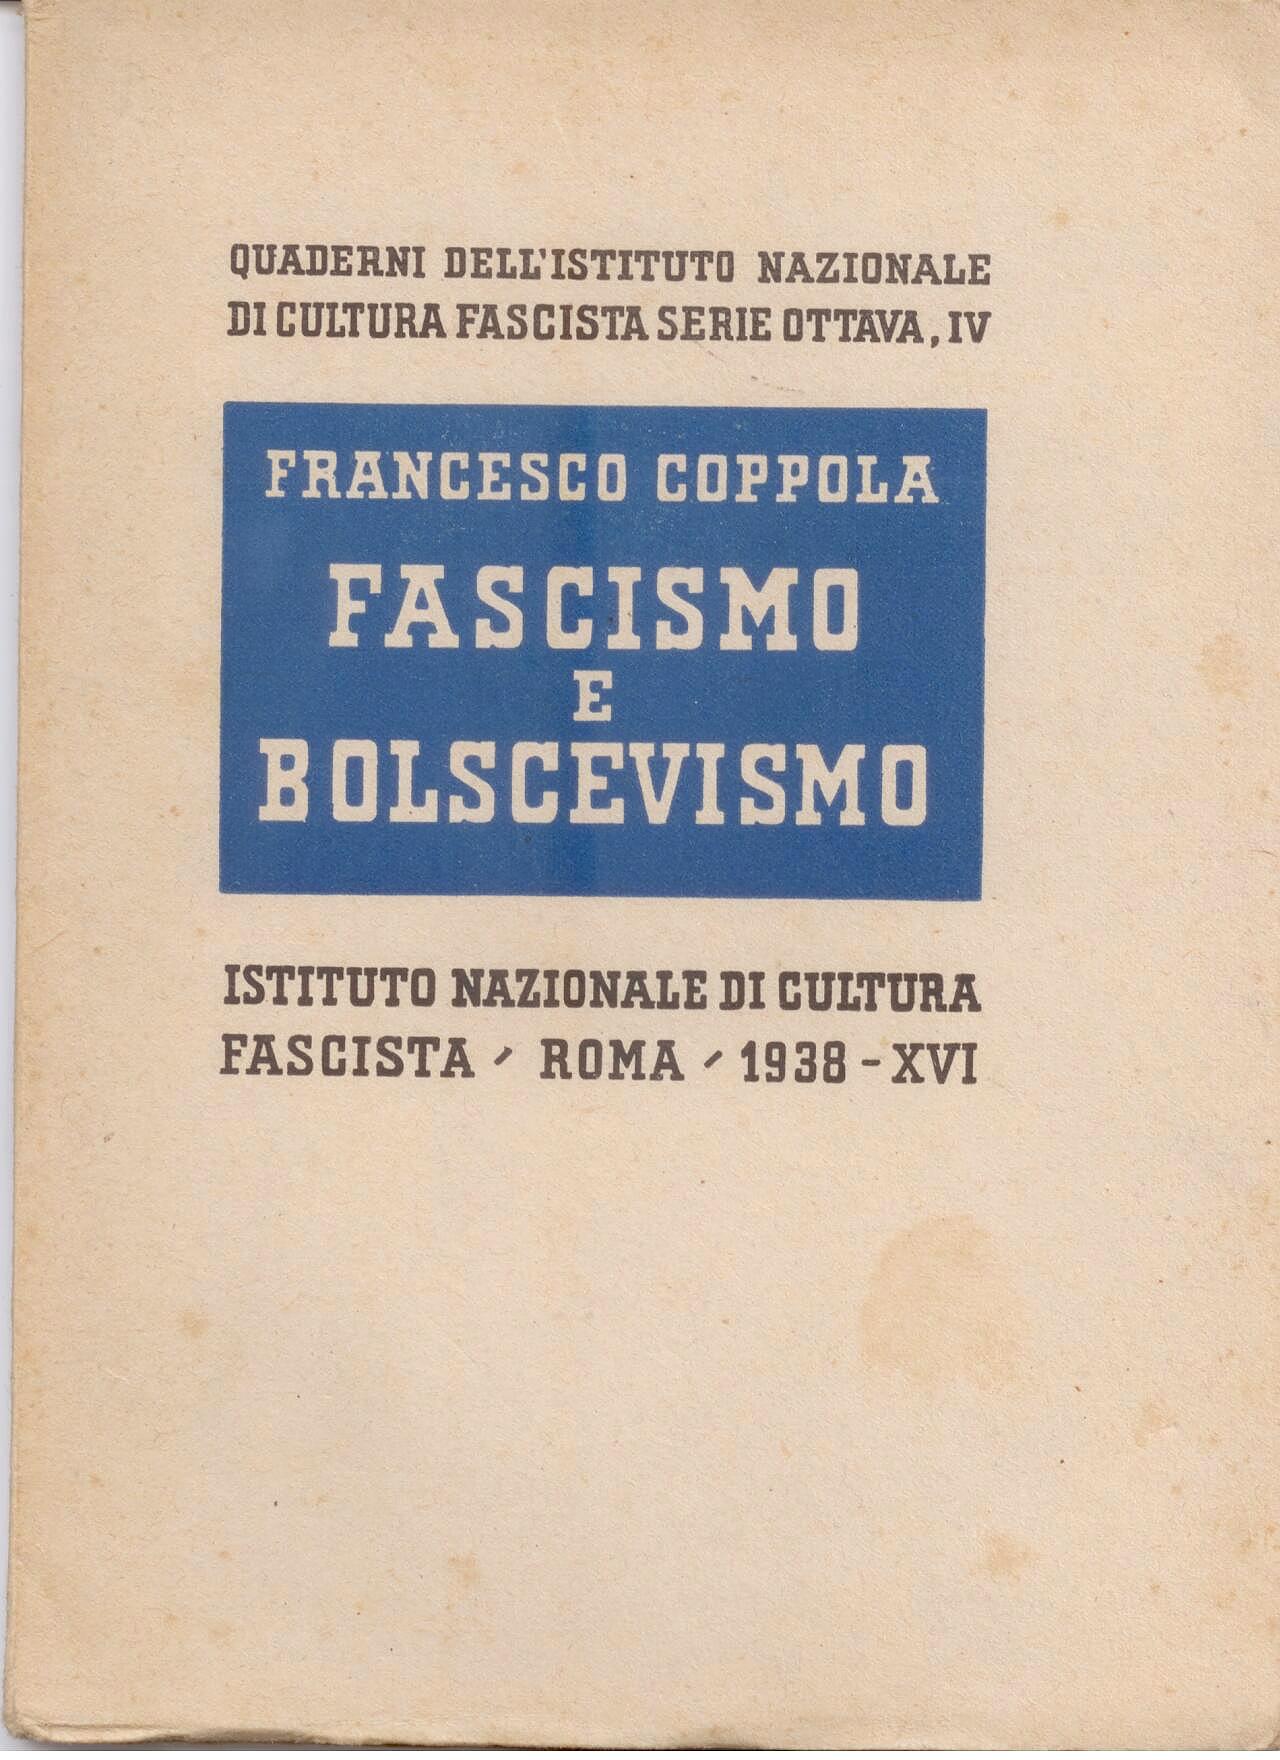 QUADERNI DELL'ISTITUTO NAZIONALE
DI CULTURA FASCISTA SERIE OTTAVA, IV
FRANCESCO COPPOLA
FASCISMO
E
BOLSCEVISMO
ISTITUTO NAZIONALE DI CULTURA
FASCISTA - ROMA - 1938 - XVI